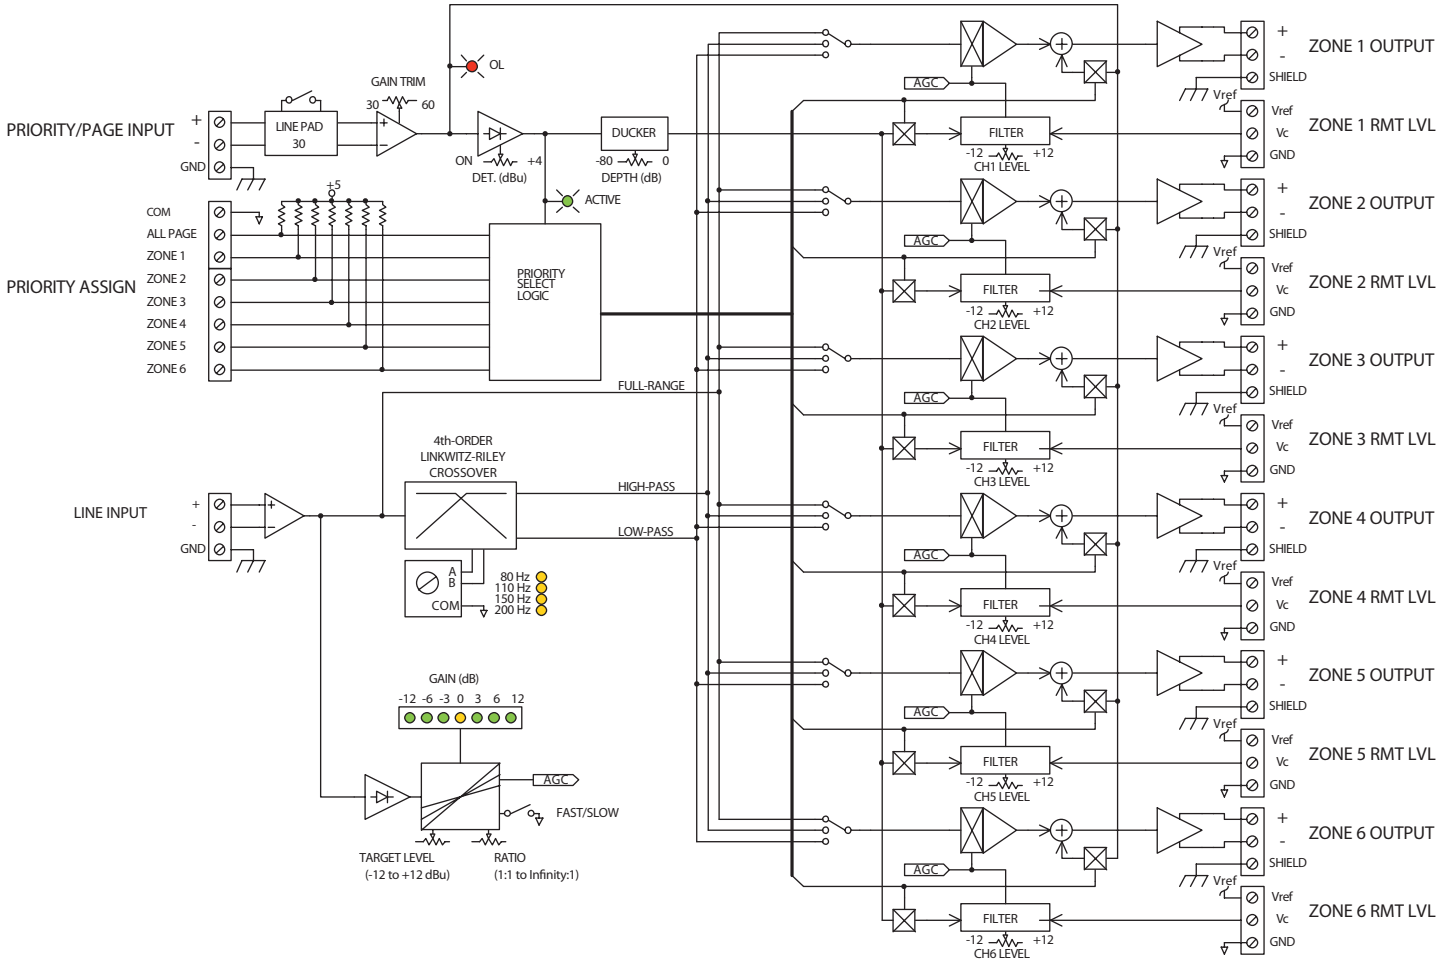 PRIORITY/PAGE INPUT
+
-
GND
LINE PAD
30
GAIN TRIM
30 60
+
−
OL
ON +4
DET. (dBu)
DUCKER
-80 0
DEPTH (dB)
ACTIVE
+5
PRIORITY ASSIGN
COM
ALL PAGE
ZONE 1
ZONE 2
ZONE 3
ZONE 4
ZONE 5
ZONE 6
PRIORITY
SELECT
LOGIC
FULL-RANGE
HIGH-PASS
LOW-PASS
4th-ORDER
LINKWITZ-RILEY
CROSSOVER
LINE INPUT
+
-
GND
+
−
A
B
COM
80 Hz
110 Hz
150 Hz
200 Hz
GAIN (dB)
-12 -6 -3 0 3 6 12
AGC
FAST/SLOW
TARGET LEVEL
(-12 to +12 dBu)
RATIO
(1:1 to Infinity:1)
AGC
FILTER
-12 +12
CH1 LEVEL
+
-
SHIELD
ZONE 1 OUTPUT
Vref
Vref
Vc
GND
ZONE 1 RMT LVL
AGC
FILTER
-12 +12
CH2 LEVEL
+
-
SHIELD
ZONE 2 OUTPUT
Vref
Vref
Vc
GND
ZONE 2 RMT LVL
AGC
FILTER
-12 +12
CH3 LEVEL
+
-
SHIELD
ZONE 3 OUTPUT
Vref
Vref
Vc
GND
ZONE 3 RMT LVL
AGC
FILTER
-12 +12
CH4 LEVEL
+
-
SHIELD
ZONE 4 OUTPUT
Vref
Vref
Vc
GND
ZONE 4 RMT LVL
AGC
FILTER
-12 +12
CH5 LEVEL
+
-
SHIELD
ZONE 5 OUTPUT
Vref
Vref
Vc
GND
ZONE 5 RMT LVL
AGC
FILTER
-12 +12
CH6 LEVEL
+
-
SHIELD
ZONE 6 OUTPUT
Vref
Vref
Vc
GND
ZONE 6 RMT LVL